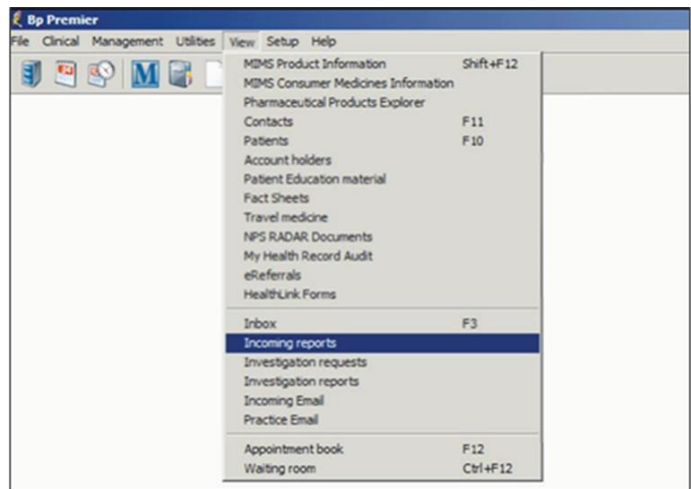 Bp Premier
File Clinical Management Utilities View Setup Help
M
MIMS Product Information Shift+F12
MIMS Consumer Medicines Information
Pharmaceutical Products Explorer
Contacts F11
Patients F10
Account holders
Patient Education material
Fact Sheets
Travel medicine
NPS RADAR Documents
My Health Record Audit
eReferrals
HealthLink Forms
Inbox F3
Incoming reports
Investigation requests
Investigation reports
Incoming Email
Practice Email
Appointment book F12
Waiting room Ctrl+F12